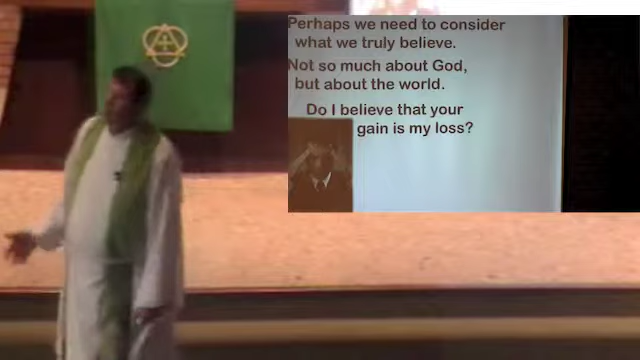 Perhaps we need to consider
what we truly believe.
Not so much about God,
but about the world.
Do I believe that your
gain is my loss?